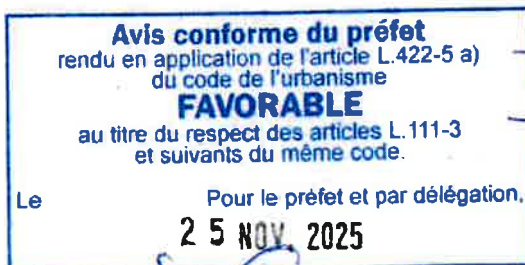 Avis conforme du préfet
rendu en application de l'article L.422-5 a)
du code de l'urbanisme
FAVORABLE
au titre du respect des articles L.111-3
et suivants du même code.
Le Pour le préfet et par délégation,
25 NOV. 2025